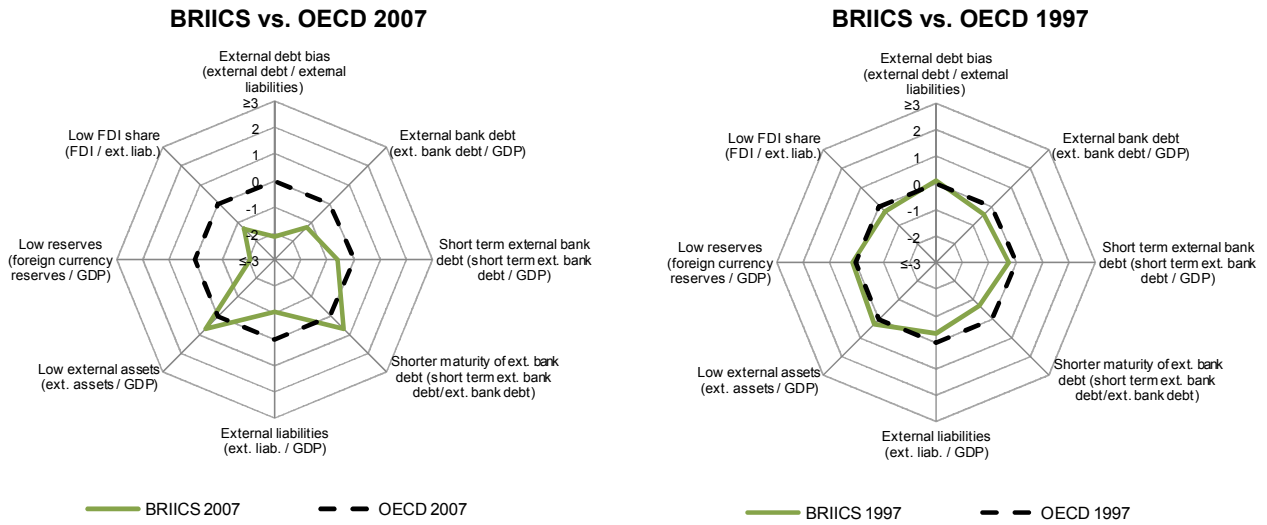 BRIICS vs. OECD 2007
External debt bias
(external debt / external
liabilities)
≥3
2
1
0
-1
-2
≤-3
External bank debt
(ext. bank debt / GDP)
Short term external bank
debt (short term ext. bank
debt / GDP)
Shorter maturity of ext. bank
debt (short term ext. bank
debt/ext. bank debt)
External liabilities
(ext. liab. / GDP)
Low external assets
(ext. assets / GDP)
Low reserves
(foreign currency
reserves / GDP)
Low FDI share
(FDI / ext. liab.)
BRIICS 2007
OECD 2007
BRIICS vs. OECD 1997
External debt bias
(external debt / external
liabilities)
≥3
2
1
0
-1
-2
≤-3
External bank debt
(ext. bank debt / GDP)
Short term external bank
debt (short term ext. bank
debt / GDP)
Shorter maturity of ext. bank
debt (short term ext. bank
debt/ext. bank debt)
External liabilities
(ext. liab. / GDP)
Low external assets
(ext. assets / GDP)
Low reserves
(foreign currency
reserves / GDP)
Low FDI share
(FDI / ext. liab.)
BRIICS 1997
OECD 1997